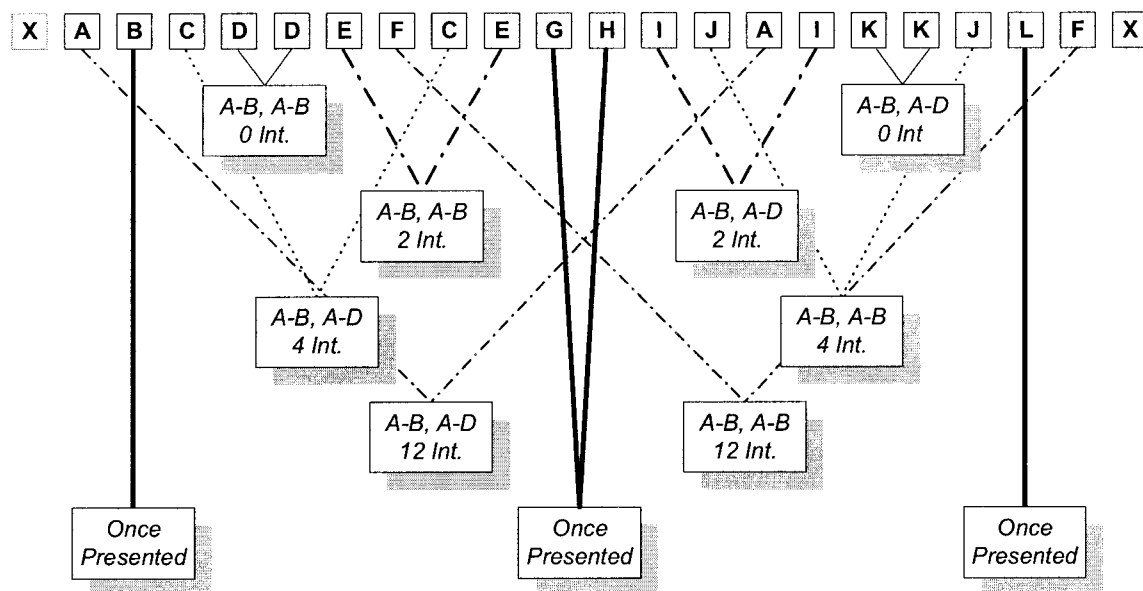 X A B C D D E F C E G H I J A I K K J L F X
A-B, A-B
0 Int.
A-B, A-D
0 Int
A-B, A-B
2 Int.
A-B, A-D
2 Int.
A-B, A-D
4 Int.
A-B, A-B
4 Int.
A-B, A-D
12 Int.
A-B, A-B
12 Int.
Once
Presented
Once
Presented
Once
Presented